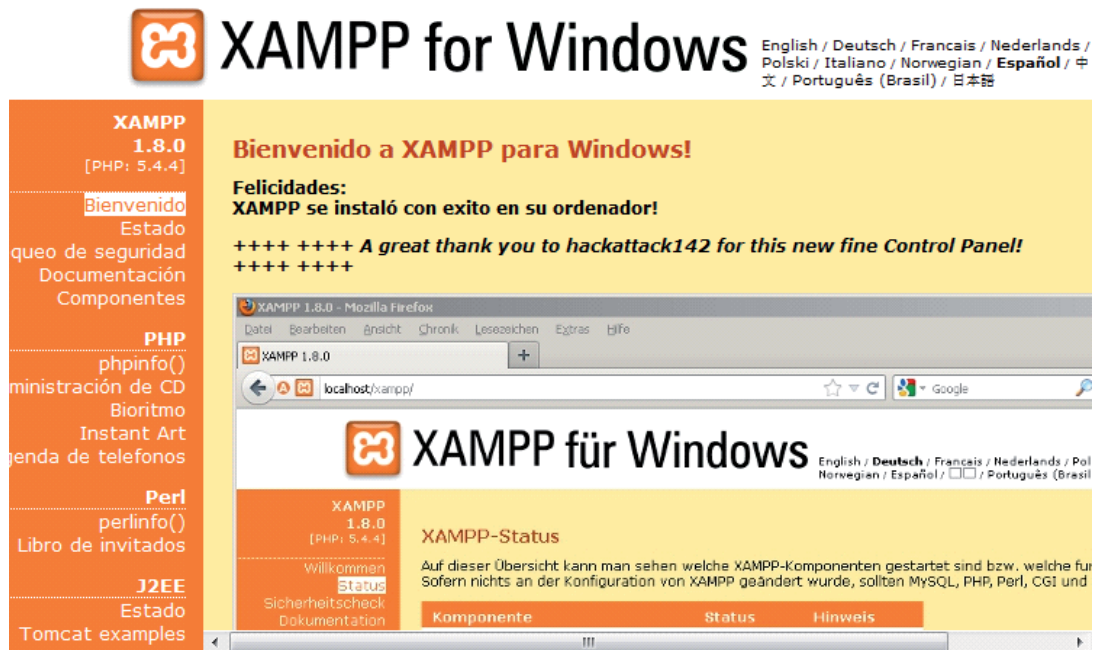 XAMPP for Windows
English / Deutsch / Francais / Nederlands /
Polski / Italiano / Norwegian / Español / 中
文 / Português (Brasil) / 日本語
XAMPP
1.8.0
[PHP: 5.4.4]
Bienvenido
Estado
queo de seguridad
Documentación
Componentes
PHP
phpinfo()
ministración de CD
Bioritmo
Instant Art
genda de telefonos
Perl
perlinfo()
Libro de invitados
J2EE
Estado
Tomcat examples
Bienvenido a XAMPP para Windows!
Felicidades:
XAMPP se instaló con exito en su ordenador!
++++ ++++ A great thank you to hackattack142 for this new fine Control Panel!
++++ ++++
XAMPP 1.8.0 - Mozilla Firefox
Datei Bearbeiten Ansicht Chronik Lesezeichen Extras Hilfe
XAMPP 1.8.0
localhost/xampp/
Google
XAMPP für Windows
English / Deutsch / Francais / Nederlands / Pol
Norwegian / Español / □□ / Português (Brasil
XAMPP
1.8.0
[PHP: 5.4.4]
Willkommen
Status
Sicherheitscheck
Dokumentation
XAMPP-Status
Auf dieser Übersicht kann man sehen welche XAMPP-Komponenten gestartet sind bzw. welche fu
Sofern nichts an der Konfiguration von XAMPP geändert wurde, sollten MySQL, PHP, Perl, CGI und
Komponente Status Hinweis